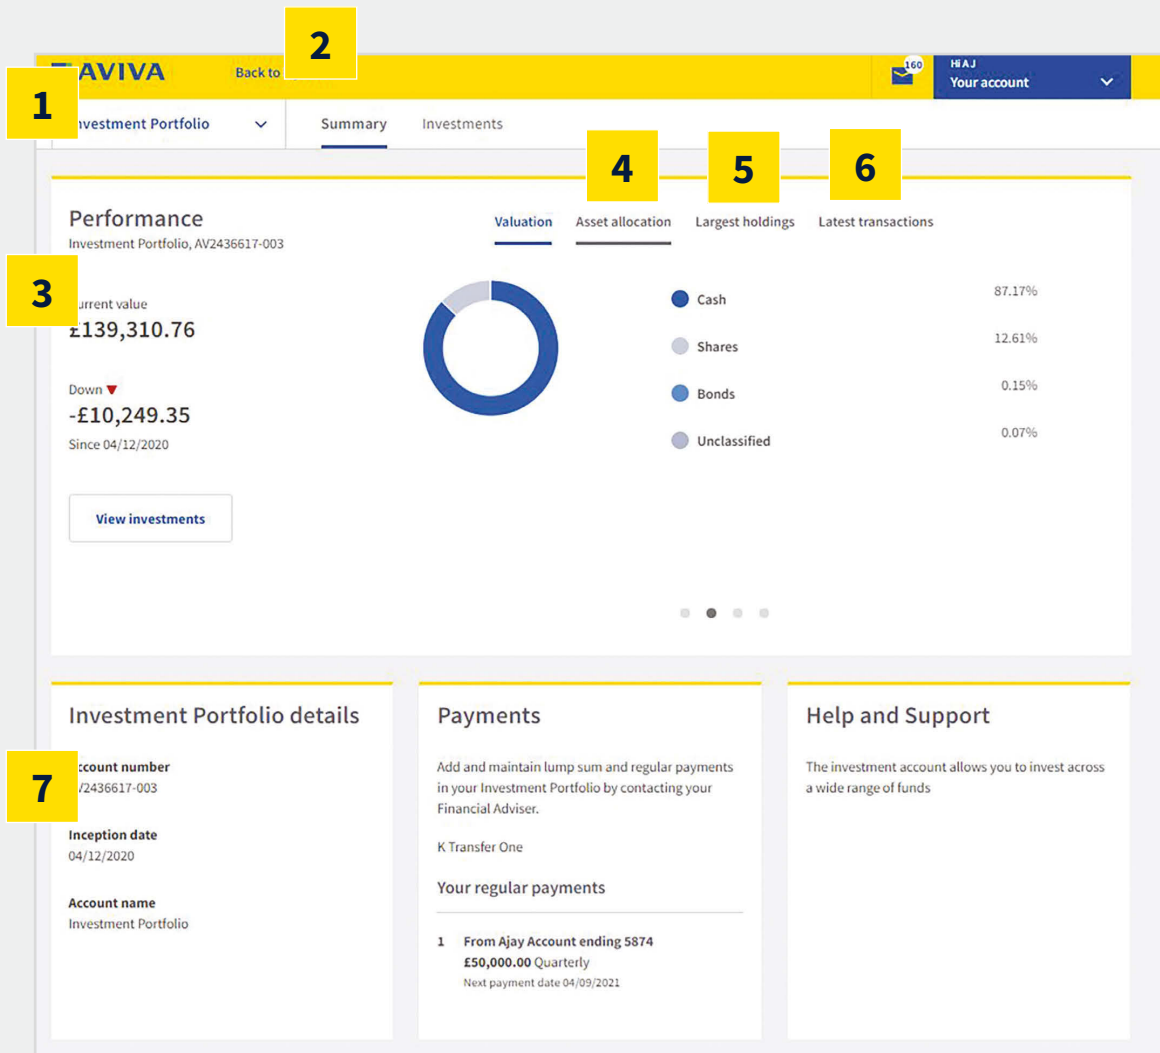 2
AVIVA
Back to
160
Hi A J
Your account
1
nvestment Portfolio
Summary
Investments
4
5
6
Performance
Investment Portfolio, AV2436617-003
Valuation
Asset allocation
Largest holdings
Latest transactions
3
urrent value
£139,310.76
Down
-£10,249.35
Since 04/12/2020
View investments
Cash
87.17%
Shares
12.61%
Bonds
0.15%
Unclassified
0.07%
Investment Portfolio details
7
ccount number
V2436617-003
Inception date
04/12/2020
Account name
Investment Portfolio
Payments
Add and maintain lump sum and regular payments
in your Investment Portfolio by contacting your
Financial Adviser.
K Transfer One
Your regular payments
1 From Ajay Account ending 5874
£50,000.00 Quarterly
Next payment date 04/09/2021
Help and Support
The investment account allows you to invest across
a wide range of funds